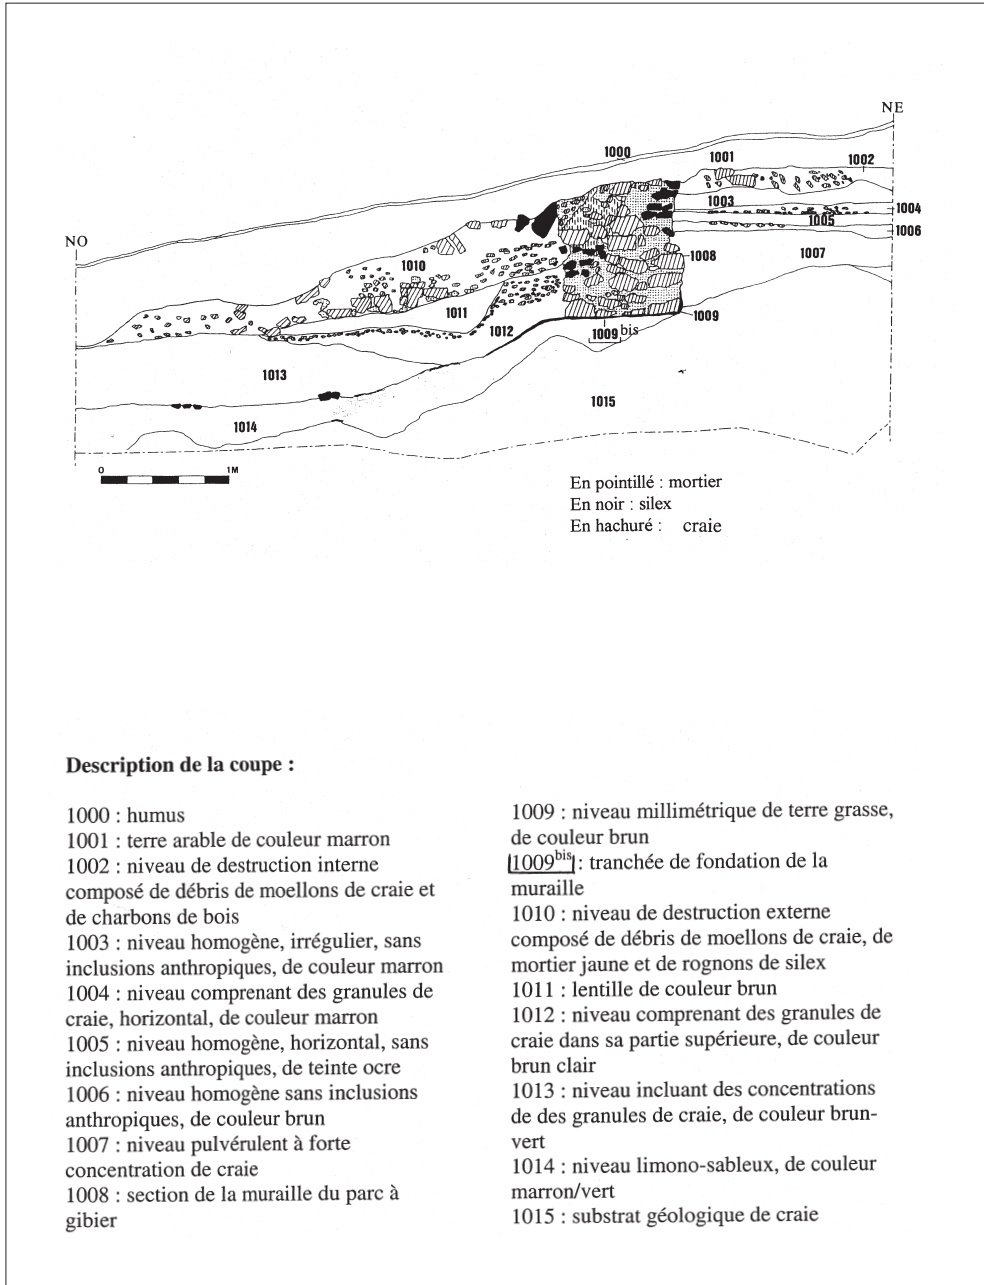 NE
1000
1001
1002
1003
1004
1005
1006
NO
1007
1008
1010
1011
1009
1012
1009 bis
1013
1015
1014
0 1M
En pointillé : mortier
En noir : silex
En hachuré : craie
Description de la coupe :
1000 : humus
1001 : terre arable de couleur marron
1002 : niveau de destruction interne
composé de débris de moellons de craie et
de charbons de bois
1003 : niveau homogène, irrégulier, sans
inclusions anthropiques, de couleur marron
1004 : niveau comprenant des granules de
craie, horizontal, de couleur marron
1005 : niveau homogène, horizontal, sans
inclusions anthropiques, de teinte ocre
1006 : niveau homogène sans inclusions
anthropiques, de couleur brun
1007 : niveau pulvérulent à forte
concentration de craie
1008 : section de la muraille du parc à
gibier
1009 : niveau millimétrique de terre grasse,
de couleur brun
1009bis : tranchée de fondation de la
muraille
1010 : niveau de destruction externe
composé de débris de moellons de craie, de
mortier jaune et de rognons de silex
1011 : lentille de couleur brun
1012 : niveau comprenant des granules de
craie dans sa partie supérieure, de couleur
brun clair
1013 : niveau incluant des concentrations
de des granules de craie, de couleur brun-
vert
1014 : niveau limono-sableux, de couleur
marron/vert
1015 : substrat géologique de craie